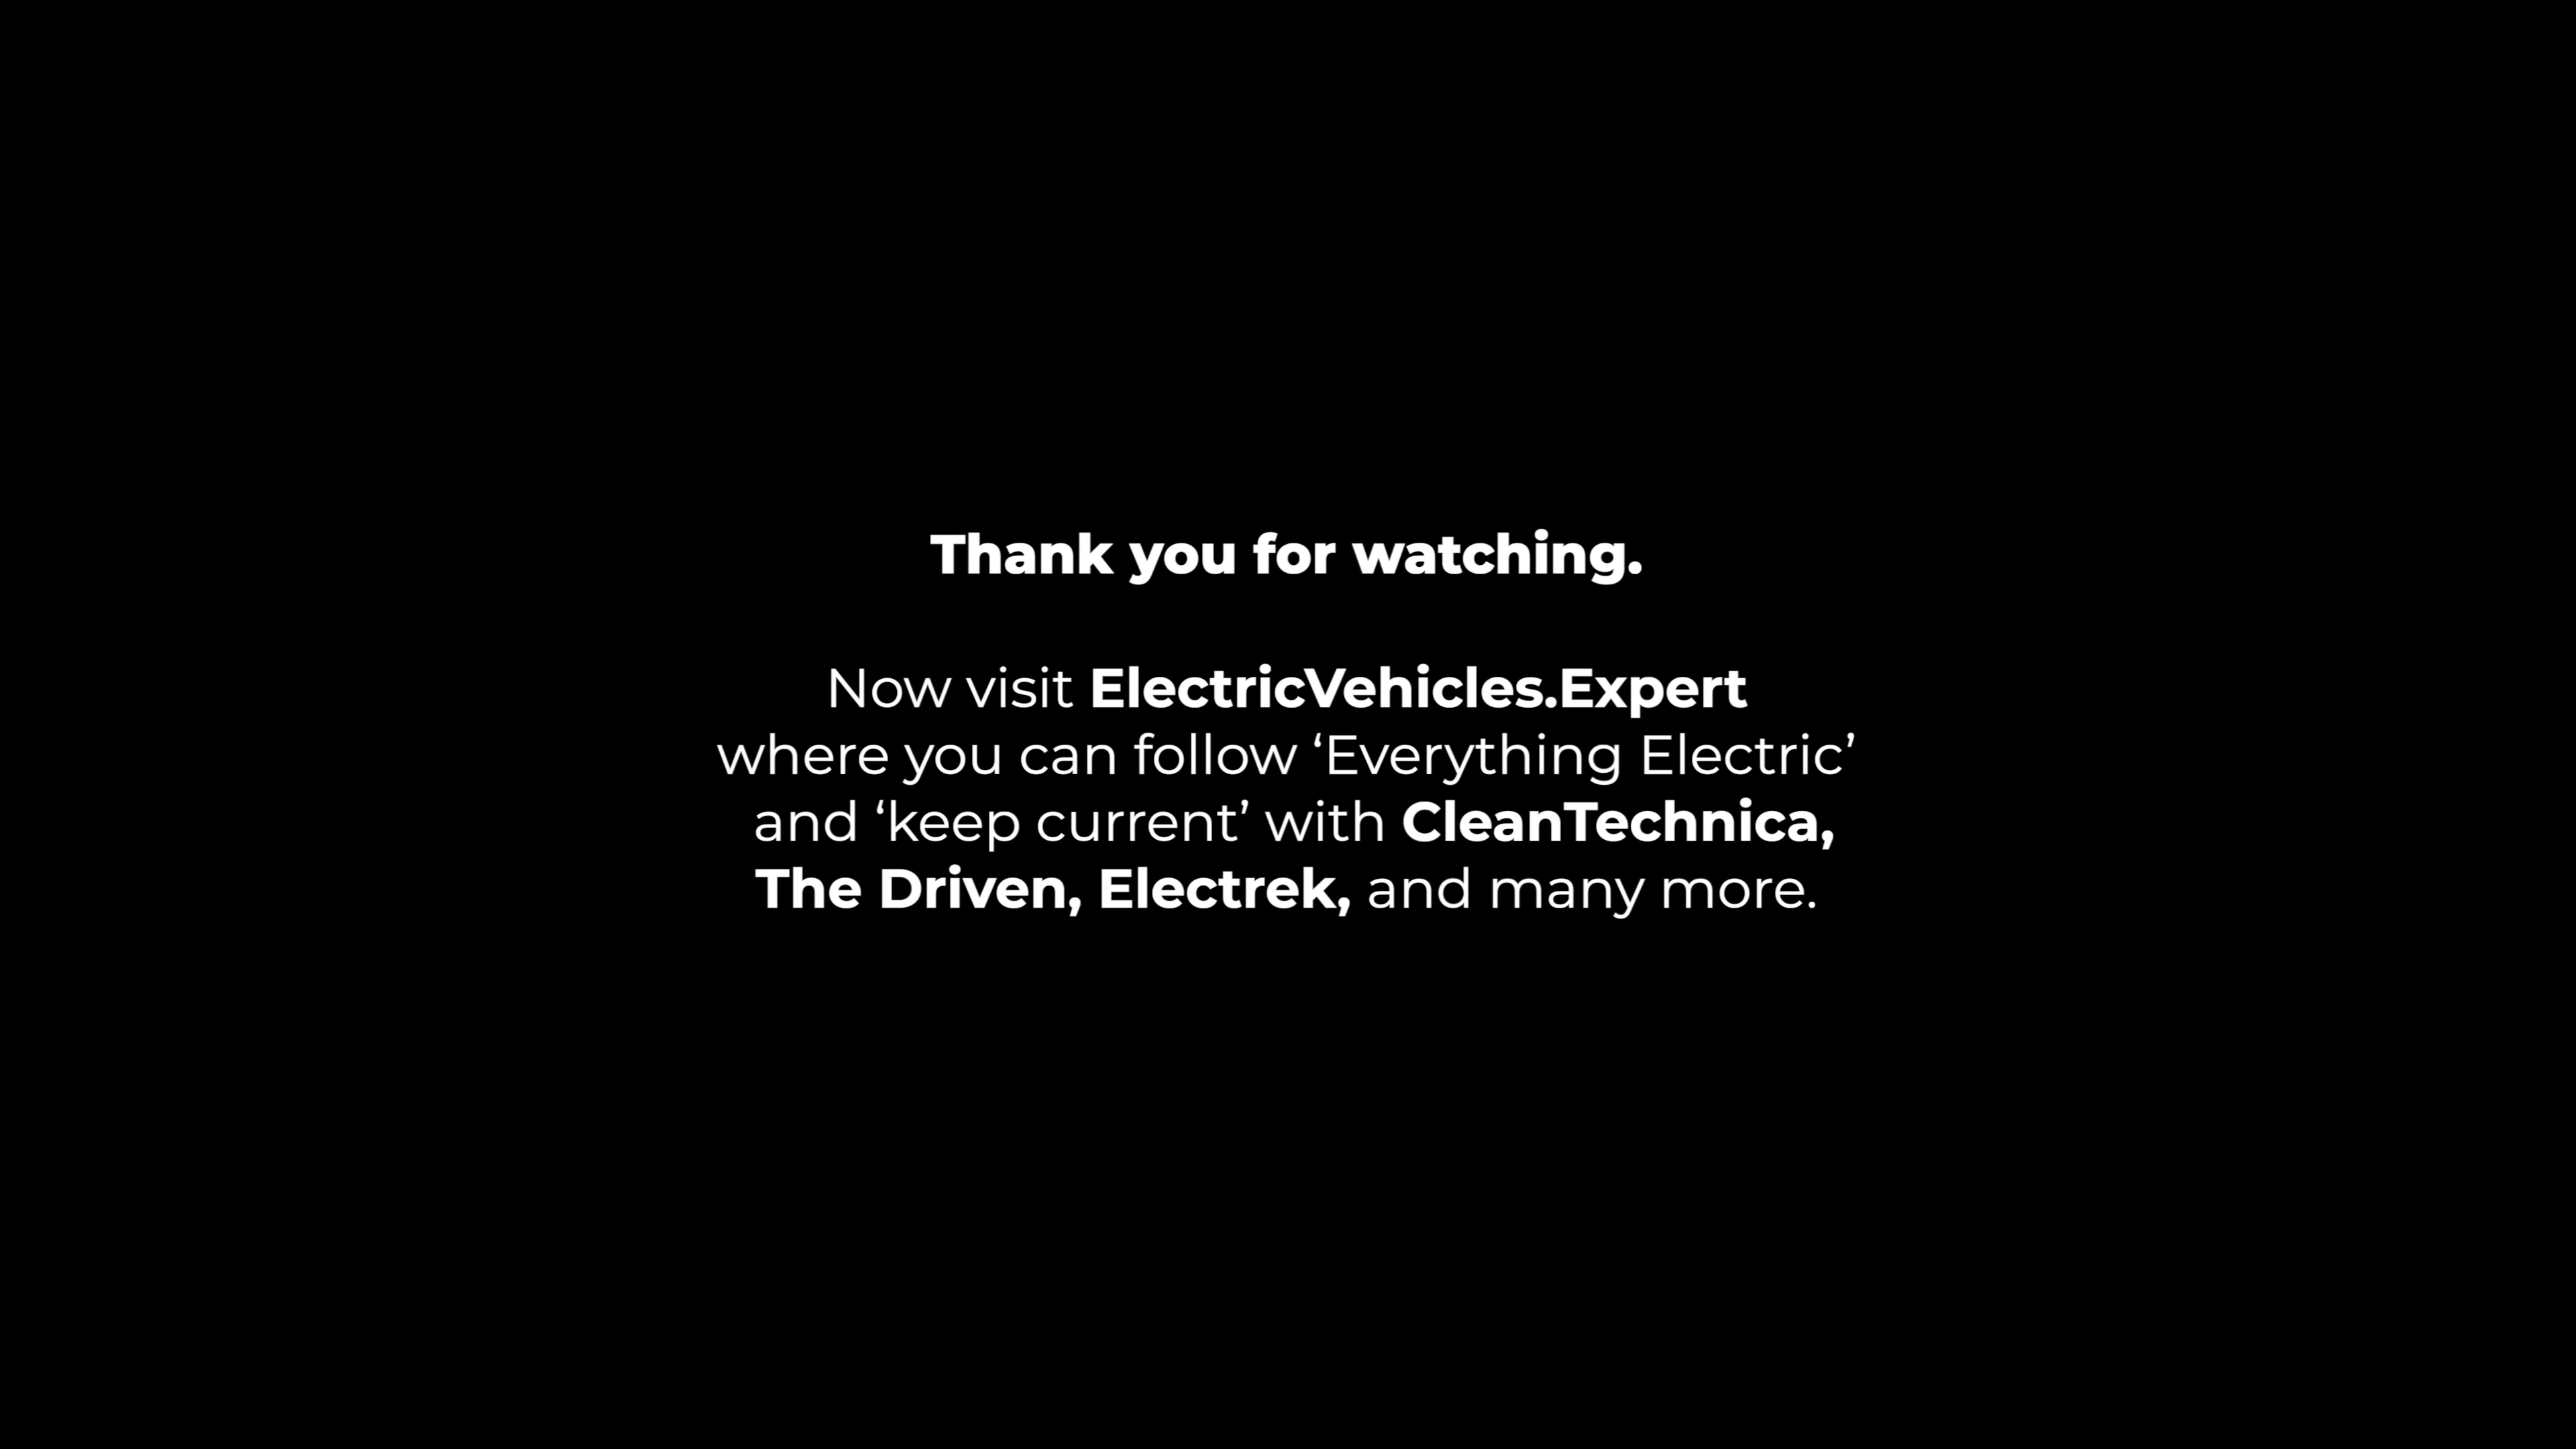 Thank you for watching.
Now visit ElectricVehicles.Expert
where you can follow ‘Everything Electric’
and ‘keep current’ with CleanTechnica,
The Driven, Electrek, and many more.